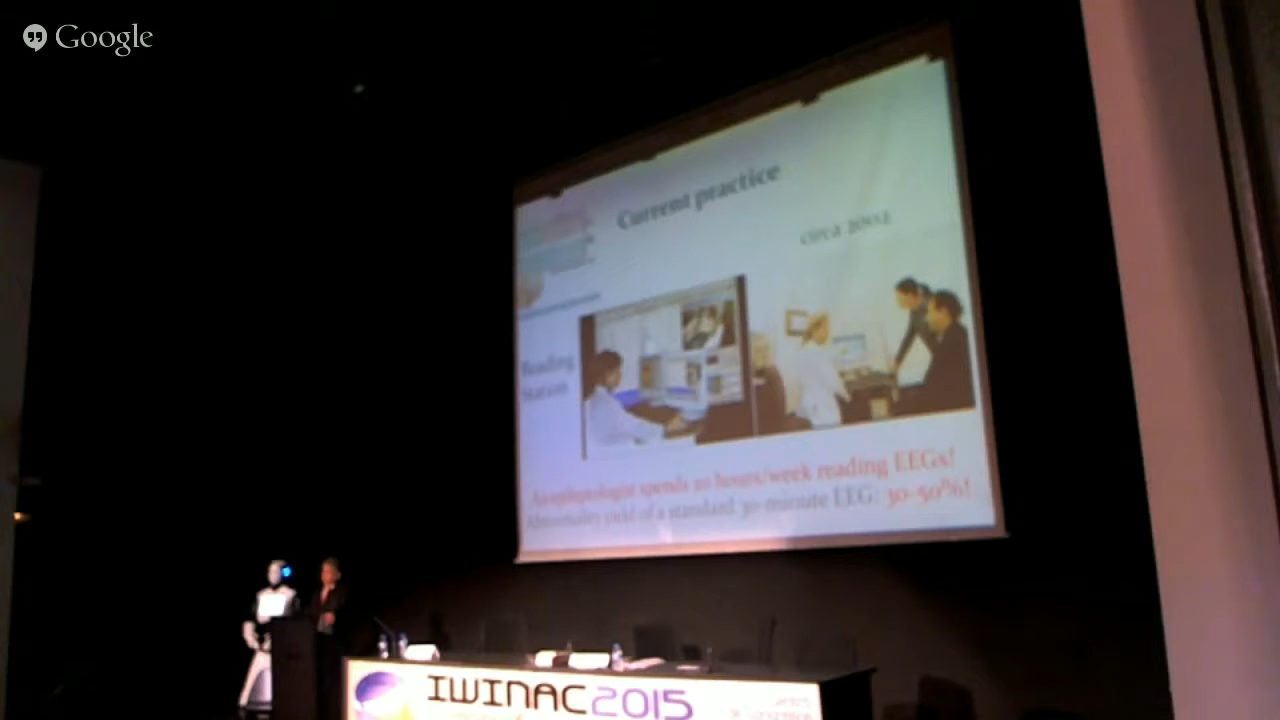 Google
Current practice
circa 2002
Reading
Station
An epileptologist spends 10 hours/week reading EEGs!
Abnormality yield of a standard 30-minute EEG: 30-50%!
IWINAC2015